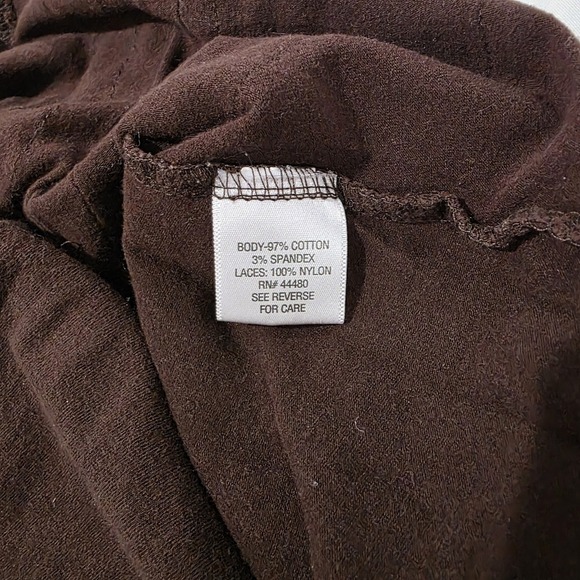 BODY-97% COTTON
3% SPANDEX
LACES: 100% NYLON
RN# 44480
SEE REVERSE
FOR CARE